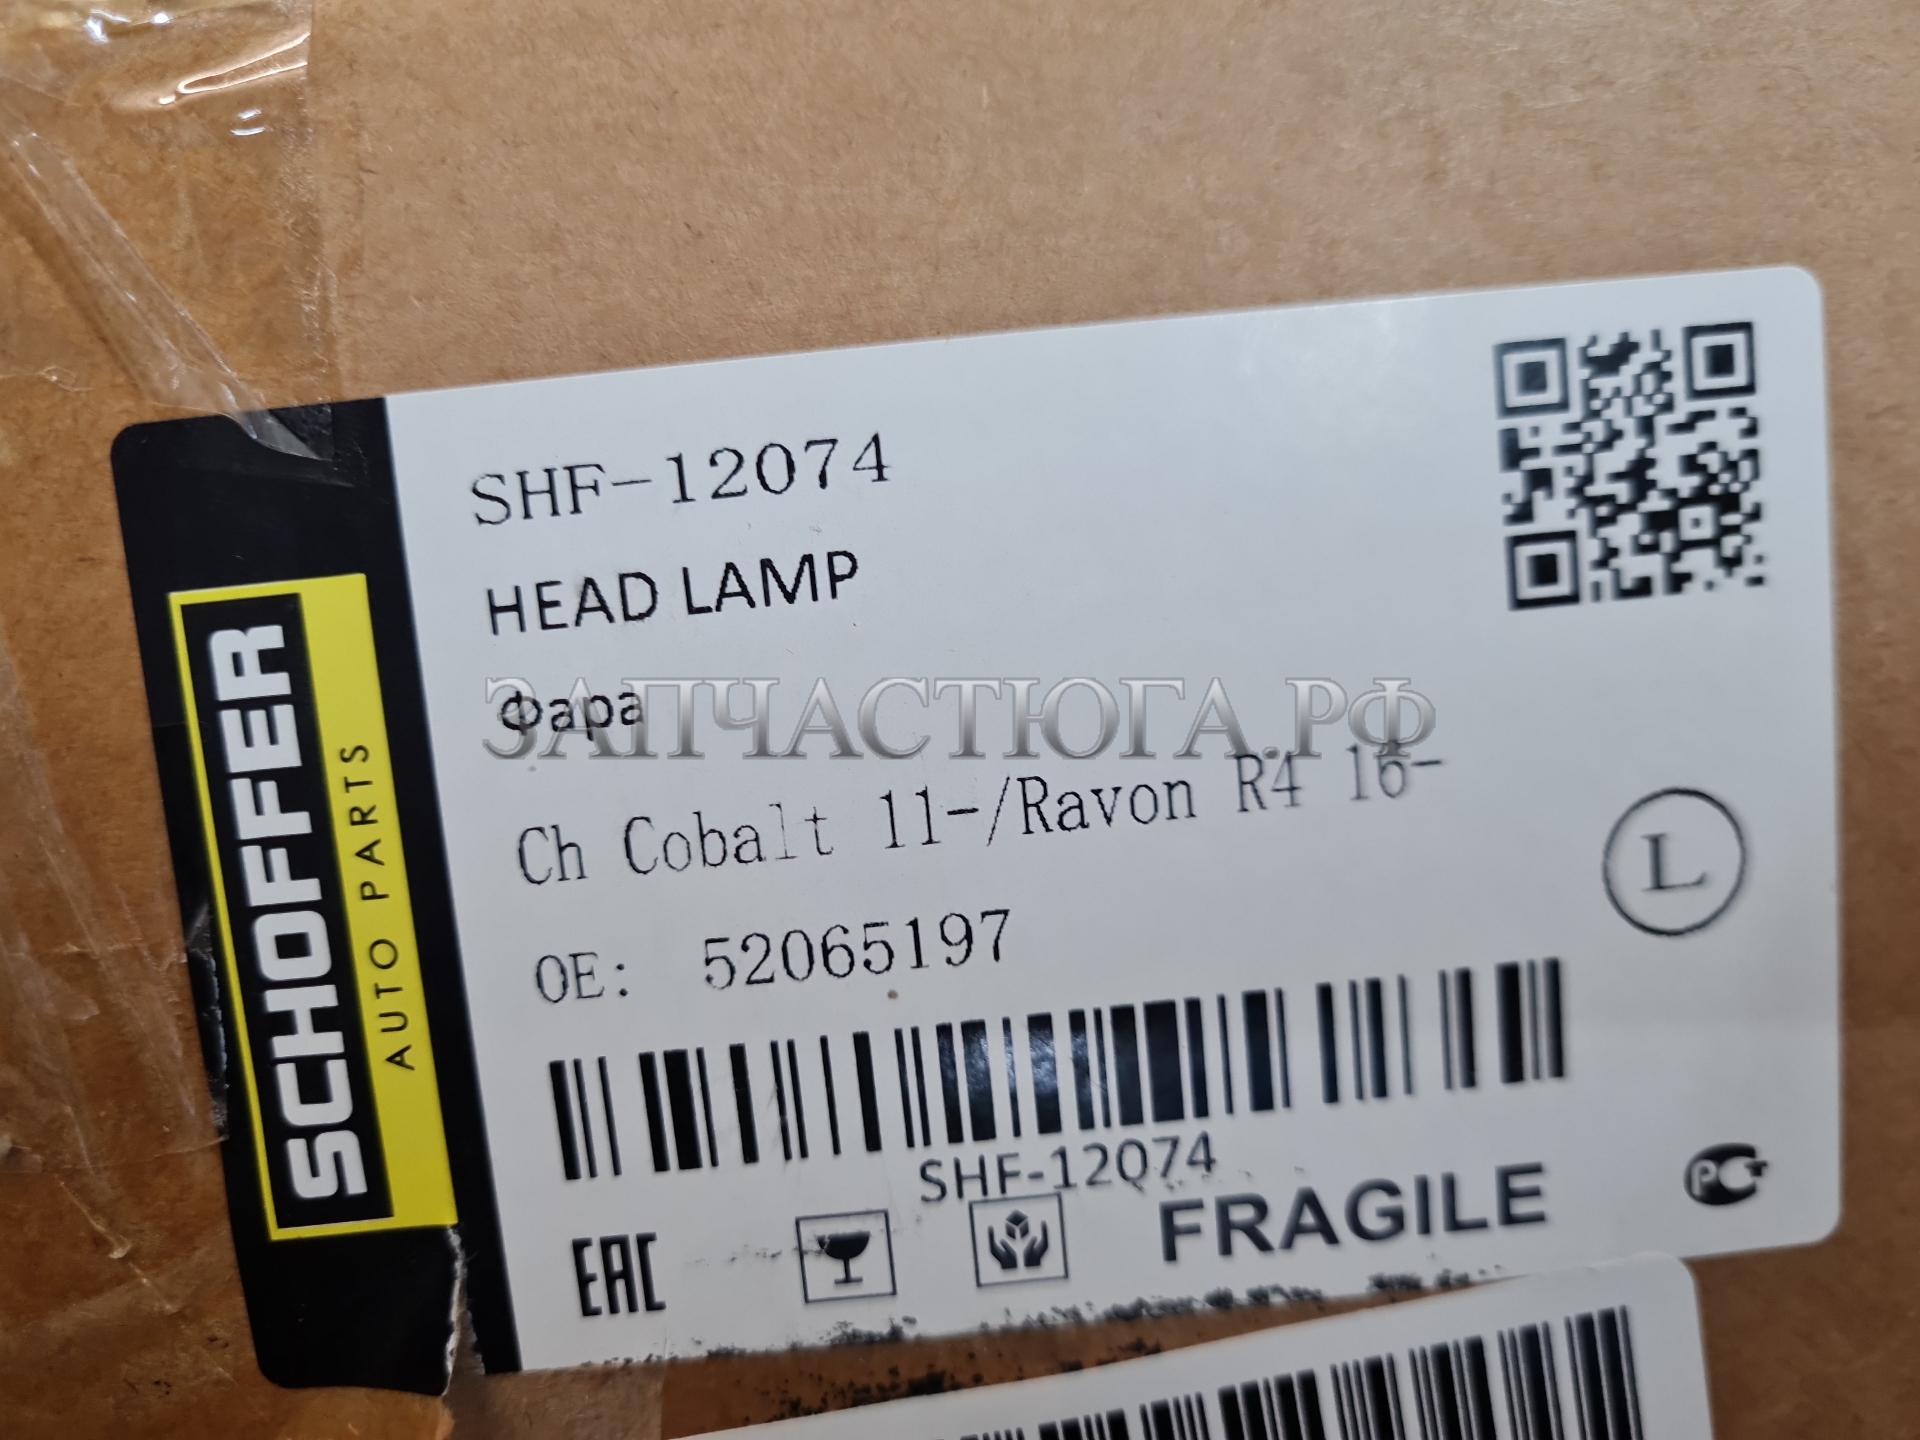 SCHOFFER
AUTO PARTS
SHF-12074
HEAD LAMP
Фара
ЗАПЧАСТЮГА.РФ
Ch Cobalt 11-/Ravon R4 16-
L
OE: 52065197
SHF-12074
EAC
FRAGILE
РСТ